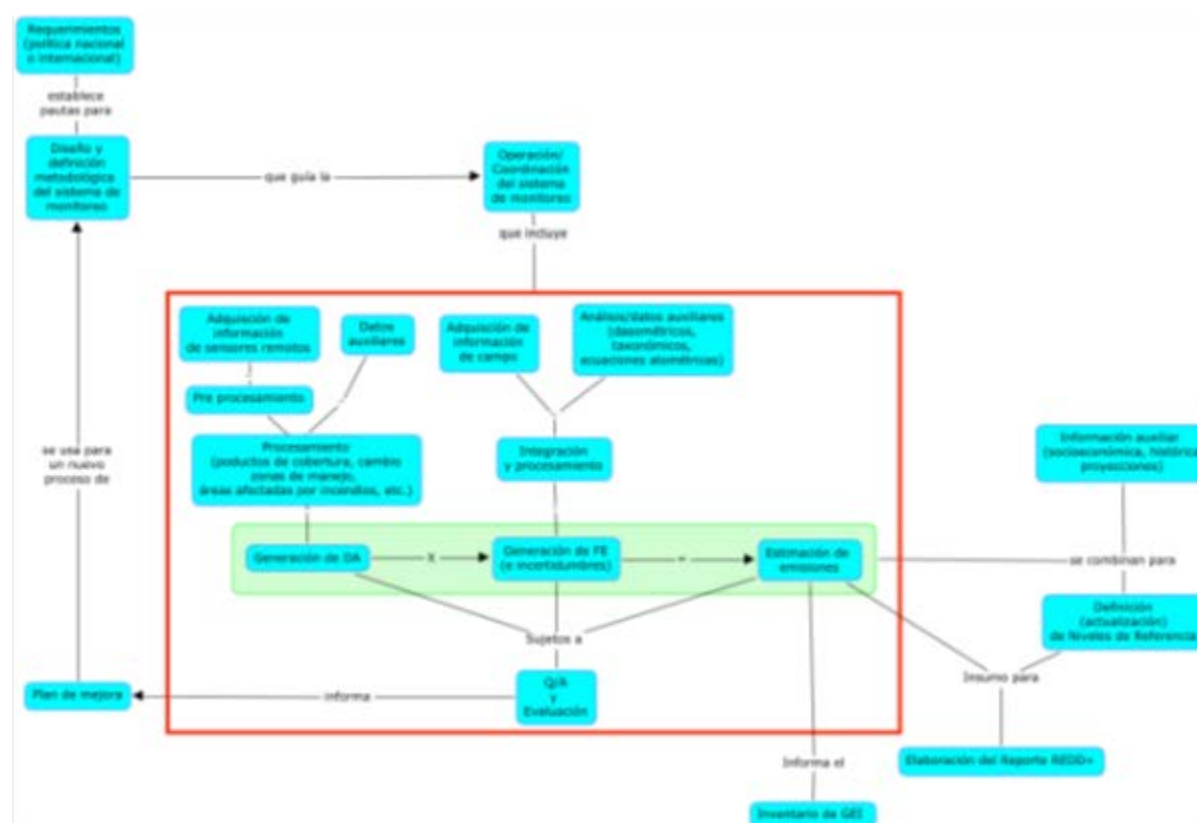 Requerimientos
(política nacional
o internacional)
establece
pautas para
Diseño y
definición
metodológica
del sistema de
monitoreo
que guía la
Operación/
Coordinación
del sistema
de monitoreo
que incluye
Adquisición de
información
de sensores remotos
Datos
auxiliares
Adquisición de
información
de campo
Análisis/datos auxiliares
(dasométricos,
taxonómicos,
ecuaciones alométricas)
Pre procesamiento
Procesamiento
(poductos de cobertura, cambio
zonas de manejo,
áreas afectadas por incendios, etc.)
Integración
y procesamiento
Información auxiliar
(socioeconómica, histórica
proyecciones)
se usa para
un nuevo
proceso de
Generación de DA
X
Generación de FE
(e incertidumbres)
=
Estimación de
emisiones
se combinan para
Definición
(actualización)
de Niveles de Referencia
Sujetos a
Q/A
y
Evaluación
informa
Plan de mejora
Insumo para
Elaboración del Reporte REDD+
Informa el
Inventario de GEI